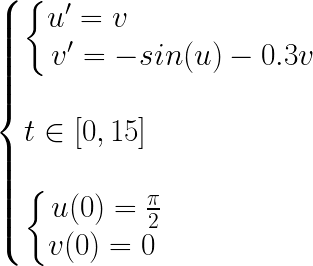 u′ = v
v′ = −sin(u) − 0.3v
t ∈ [0, 15]
u(0) = π/2
v(0) = 0